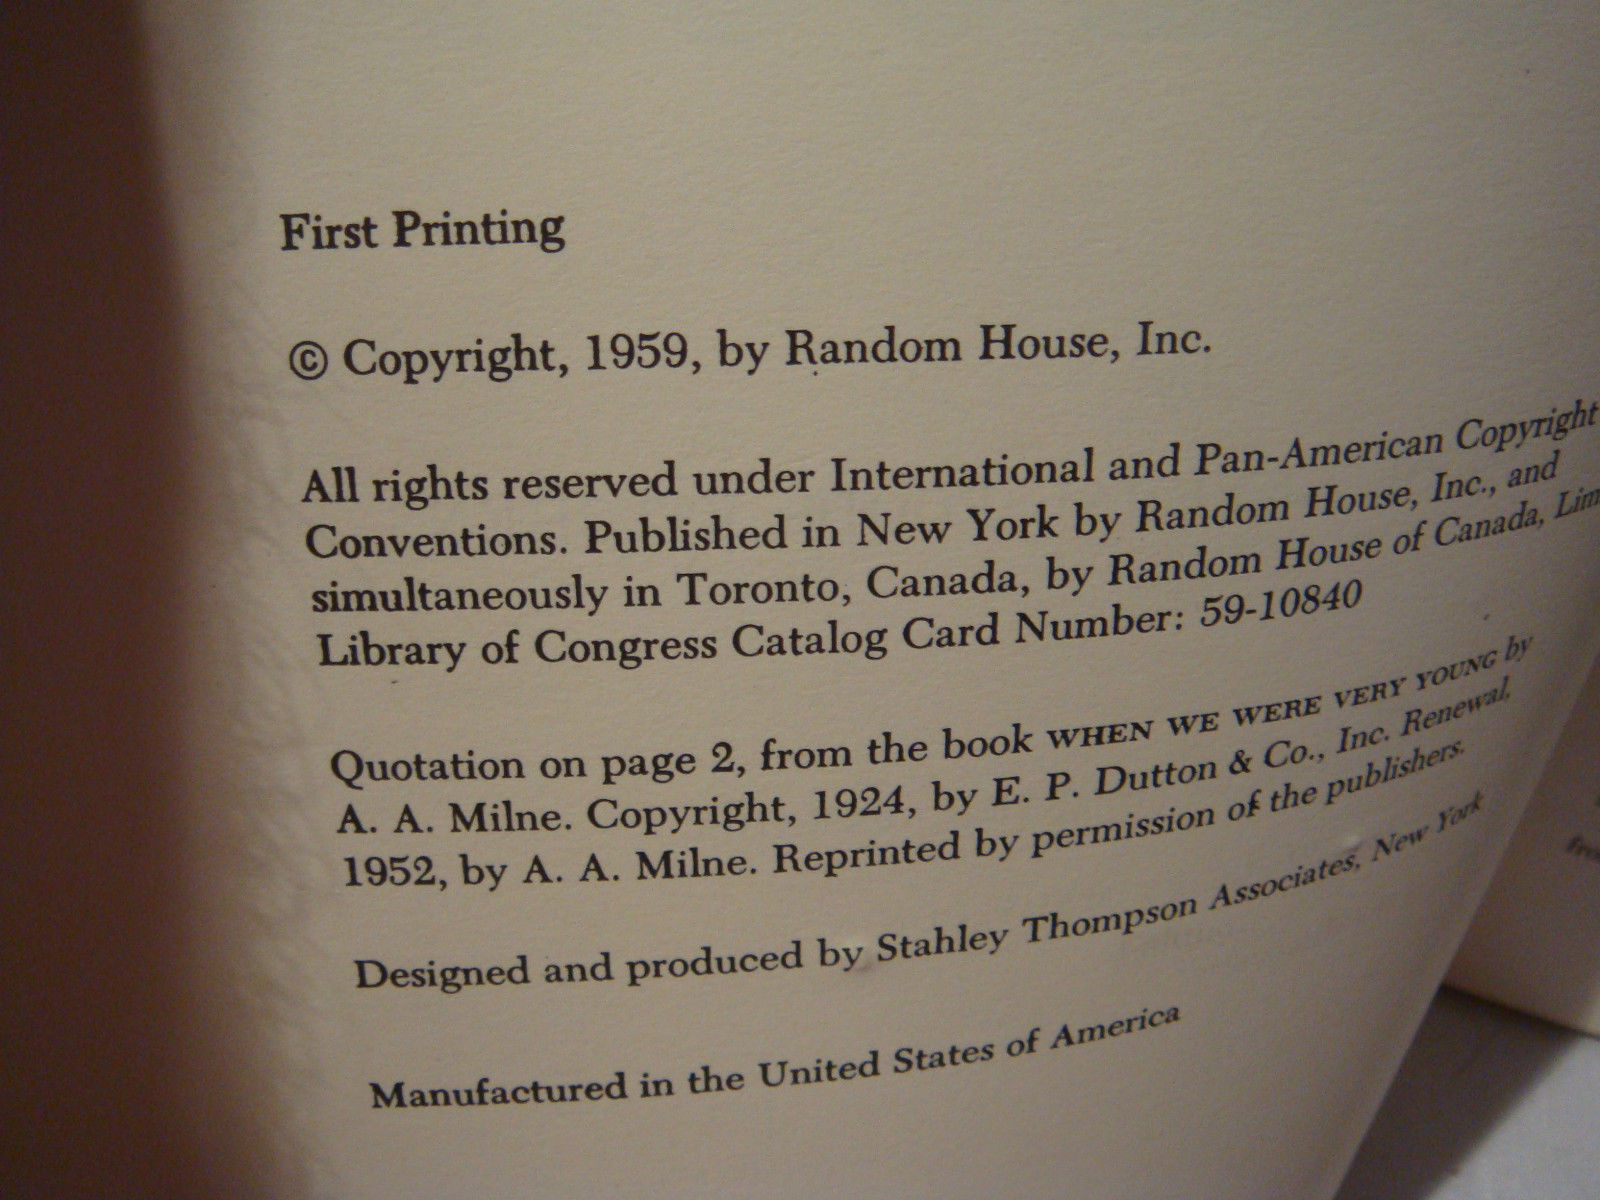 First Printing
© Copyright, 1959, by Random House, Inc.
All rights reserved under International and Pan-American Copyright
Conventions. Published in New York by Random House, Inc., and
simultaneously in Toronto, Canada, by Random House of Canada, Lim
Library of Congress Catalog Card Number: 59-10840
Quotation on page 2, from the book WHEN WE WERE VERY YOUNG by
A. A. Milne. Copyright, 1924, by E. P. Dutton & Co., Inc. Renewal,
1952, by A. A. Milne. Reprinted by permission of the publishers.
Designed and produced by Stahley Thompson Associates, New York
Manufactured in the United States of America